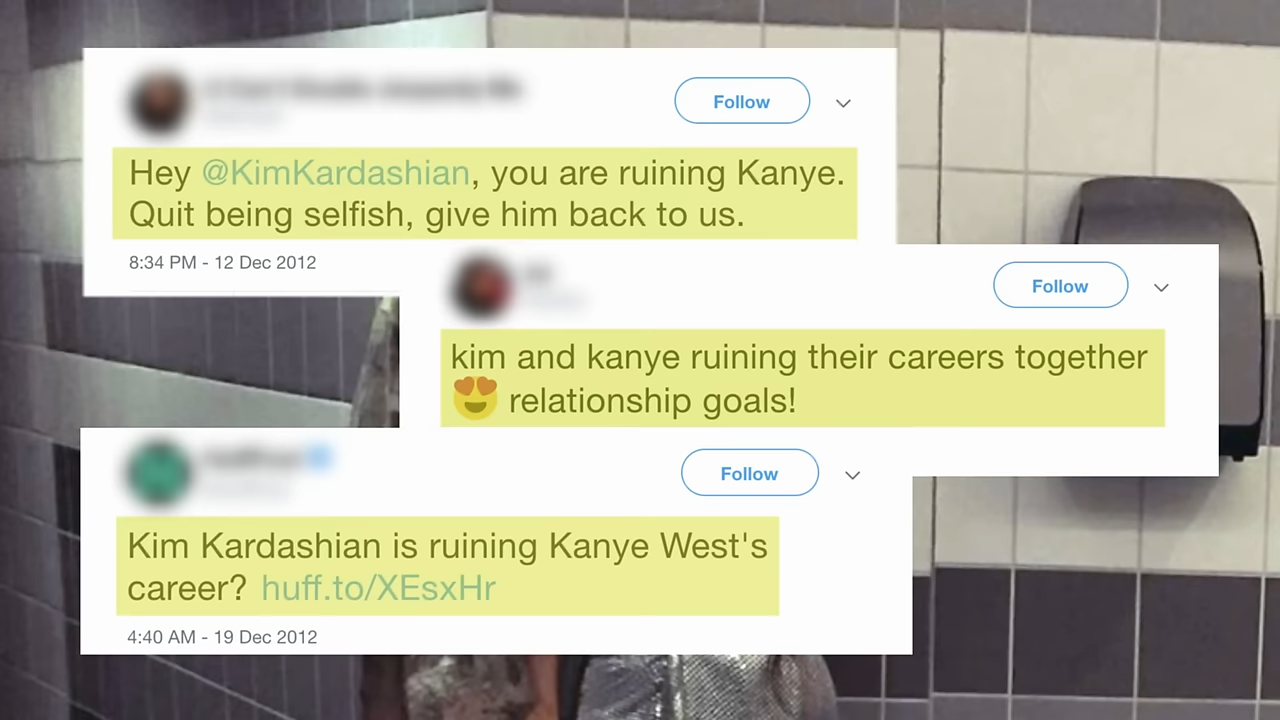 Follow
Hey @KimKardashian, you are ruining Kanye.
Quit being selfish, give him back to us.
8:34 PM - 12 Dec 2012
Follow
kim and kanye ruining their careers together
😍 relationship goals!
Follow
Kim Kardashian is ruining Kanye West's
career? huff.to/XEsxHr
4:40 AM - 19 Dec 2012